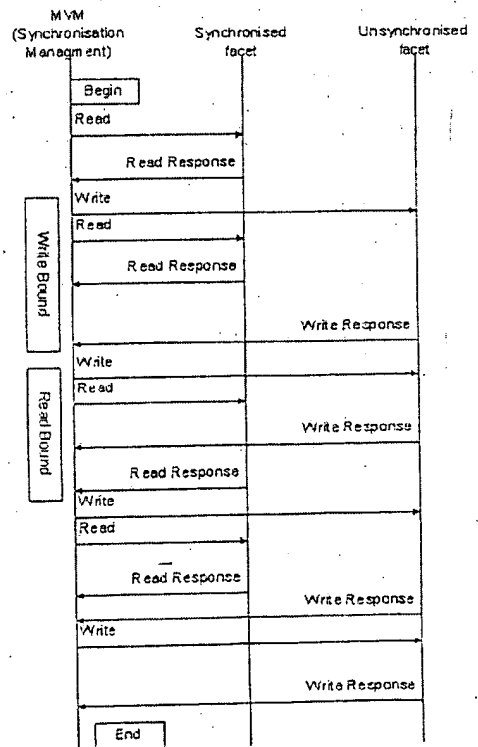 MVM
(Synchronisation
Managment)
Synchronised
facet
Unsynchronised
facet
Begin
Read
Read Response
Write
Read
Read Response
Write Bound
Write Response
Write
Read
Read Bound
Write Response
Read Response
Write
Read
Read Response
Write Response
Write
Write Response
End